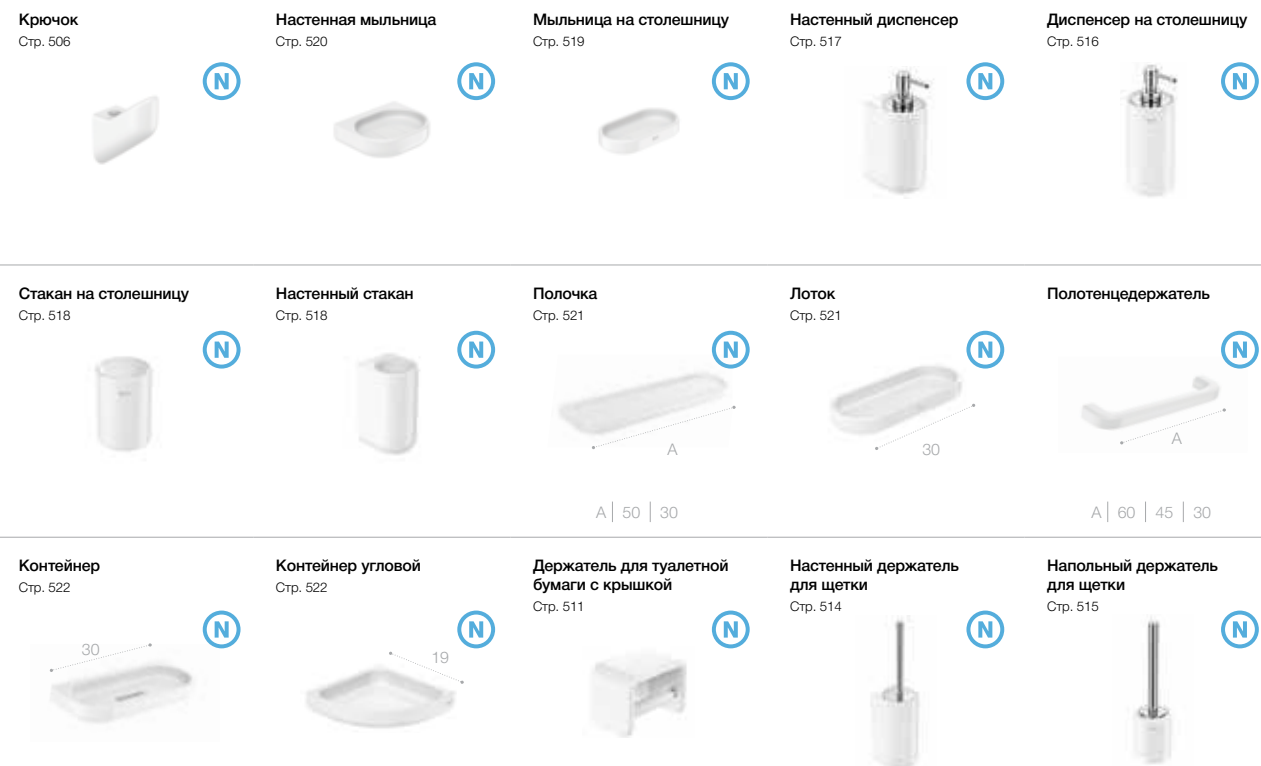 Крючок
Стр. 506
N
Настенная мыльница
Стр. 520
N
Мыльница на столешницу
Стр. 519
N
Настенный диспенсер
Стр. 517
N
Диспенсер на столешницу
Стр. 516
N
Стакан на столешницу
Стр. 518
N
Настенный стакан
Стр. 518
N
Полочка
Стр. 521
N
A
A | 50 | 30
Лоток
Стр. 521
N
30
Полотенцедержатель
N
A
A | 60 | 45 | 30
Контейнер
Стр. 522
N
30
Контейнер угловой
Стр. 522
N
19
Держатель для туалетной
бумаги с крышкой
Стр. 511
N
Настенный держатель
для щетки
Стр. 514
N
Напольный держатель
для щетки
Стр. 515
N